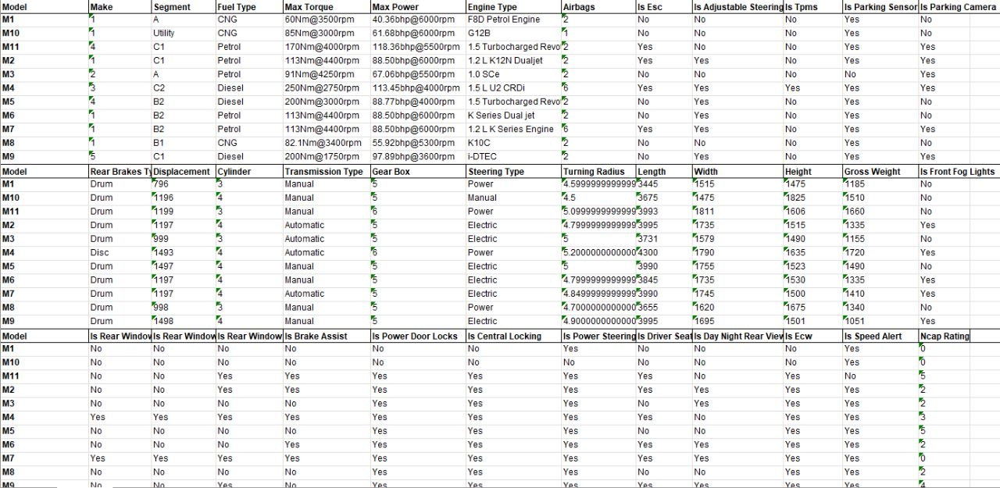 Model Make Segment Fuel Type Max Torque Max Power Engine Type Airbags Is Esc Is Adjustable Steering Is Tpms Is Parking Sensor Is Parking Camera
M1 1 A CNG 60Nm@3500rpm 40.36bhp@6000rpm F8D Petrol Engine 2 No No No Yes No
M10 1 Utility CNG 85Nm@3000rpm 61.68bhp@6000rpm G12B 1 No No No Yes No
M11 4 C1 Petrol 170Nm@4000rpm 118.36bhp@5500rpm 1.5 Turbocharged Revo 2 Yes No No Yes Yes
M2 1 C1 Petrol 113Nm@4400rpm 88.50bhp@6000rpm 1.2 L K12N Dualjet 2 Yes Yes No Yes Yes
M3 2 A Petrol 91Nm@4250rpm 67.06bhp@5500rpm 1.0 SCe 2 No No No No Yes
M4 3 C2 Diesel 250Nm@2750rpm 113.45bhp@4000rpm 1.5 L U2 CRDi 6 Yes Yes Yes Yes Yes
M5 4 B2 Diesel 200Nm@3000rpm 88.77bhp@4000rpm 1.5 Turbocharged Revo 2 No Yes No Yes No
M6 1 B2 Petrol 113Nm@4400rpm 88.50bhp@6000rpm K Series Dual jet 2 No Yes No Yes No
M7 1 B2 Petrol 113Nm@4400rpm 88.50bhp@6000rpm 1.2 L K Series Engine 6 Yes Yes No Yes Yes
M8 1 B1 CNG 82.1Nm@3400rpm 55.92bhp@5300rpm K10C 2 No No No Yes No
M9 5 C1 Diesel 200Nm@1750rpm 97.89bhp@3600rpm i-DTEC 2 No Yes No Yes Yes
Model Rear Brakes Ty Displacement Cylinder Transmission Type Gear Box Steering Type Turning Radius Length Width Height Gross Weight Is Front Fog Lights
M1 Drum 796 3 Manual 5 Power 4.5999999999999 3445 1515 1475 1185 No
M10 Drum 1196 4 Manual 5 Manual 4.5 3675 1475 1825 1510 No
M11 Drum 1199 3 Manual 6 Power 5.0999999999999 3993 1811 1606 1660 No
M2 Drum 1197 4 Automatic 5 Electric 4.7999999999999 3995 1735 1515 1335 Yes
M3 Drum 999 3 Automatic 5 Electric 5 3731 1579 1490 1155 No
M4 Disc 1493 4 Automatic 6 Power 5.2000000000000 4300 1790 1635 1720 Yes
M5 Drum 1497 4 Manual 5 Electric 5 3990 1755 1523 1490 No
M6 Drum 1197 4 Manual 5 Electric 4.7999999999999 3845 1735 1530 1335 Yes
M7 Drum 1197 4 Automatic 5 Electric 4.8499999999999 3990 1745 1500 1410 Yes
M8 Drum 998 3 Manual 5 Power 4.7000000000000 3655 1620 1675 1340 No
M9 Drum 1498 4 Manual 5 Electric 4.9000000000000 3995 1695 1501 1051 Yes
Model Is Rear Window Is Rear Window Is Rear Window Is Brake Assist Is Power Door Locks Is Central Locking Is Power Steering Is Driver Seat Is Day Night Rear View Is Ecw Is Speed Alert Ncap Rating
M1 No No No No No No Yes No No No Yes 0
M10 No No No No No No No No No No Yes 0
M11 No No Yes Yes Yes Yes Yes Yes No Yes No 5
M2 No No Yes Yes Yes Yes Yes Yes Yes Yes Yes 2
M3 No No No No Yes Yes Yes No Yes Yes Yes 2
M4 Yes Yes Yes Yes Yes Yes Yes Yes No Yes Yes 3
M5 No No No No Yes Yes Yes No No Yes Yes 5
M6 No No No Yes Yes Yes Yes Yes Yes Yes Yes 2
M7 Yes Yes Yes Yes Yes Yes Yes Yes Yes Yes Yes 0
M8 No No No No Yes Yes Yes No No Yes Yes 2
M9 No No Yes No Yes Yes Yes Yes Yes Yes Yes 4